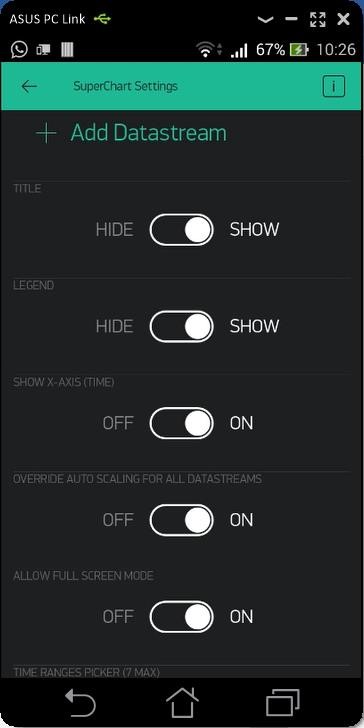 ASUS PC Link
67% 10:26
SuperChart Settings i
+ Add Datastream
TITLE
HIDE SHOW
LEGEND
HIDE SHOW
SHOW X-AXIS (TIME)
OFF ON
OVERRIDE AUTO SCALING FOR ALL DATASTREAMS
OFF ON
ALLOW FULL SCREEN MODE
OFF ON
TIME RANGES PICKER (7 MAX)